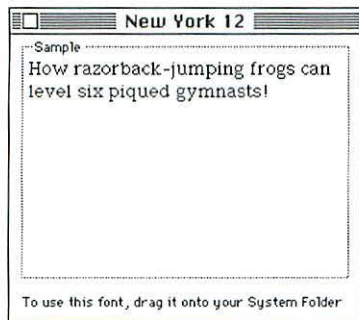 New York 12
Sample
How razorback-jumping frogs can
level six piqued gymnasts!
To use this font, drag it onto your System Folder